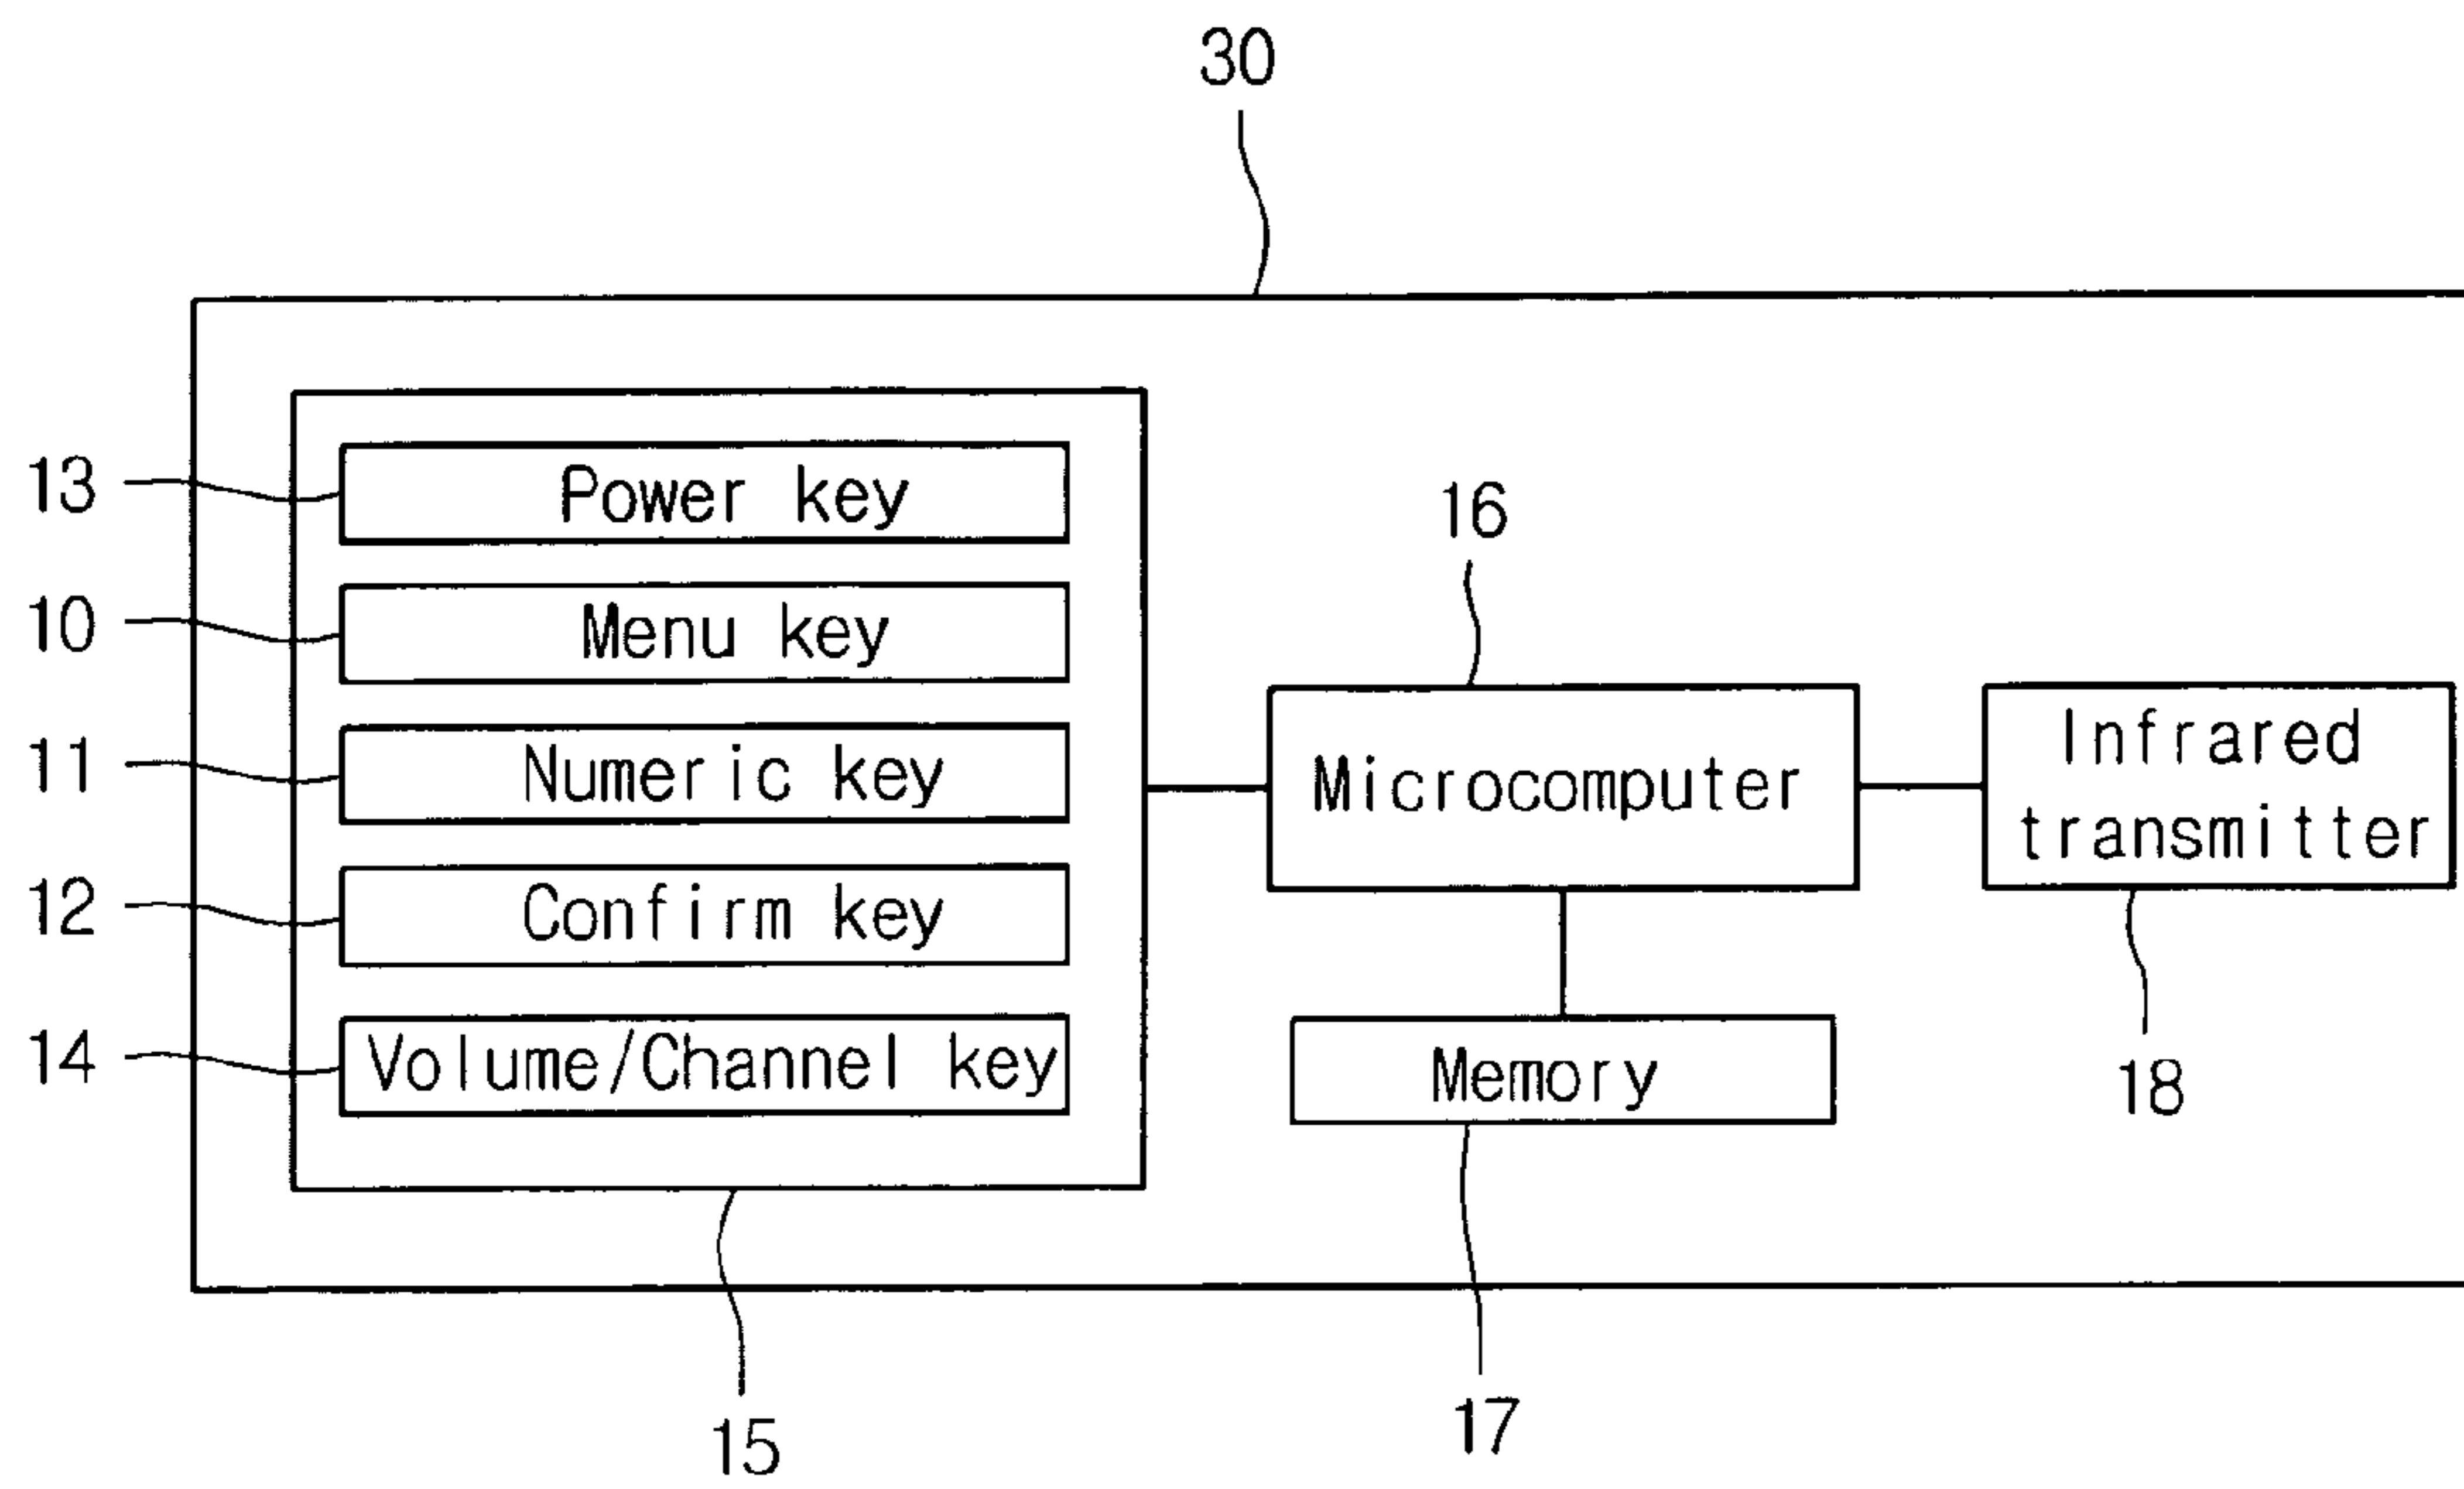 30
13
Power key
16
10
Menu key
11
Numeric key
Microcomputer
Infrared
transmitter
12
Confirm key
14
Volume/Channel key
Memory
18
15
17